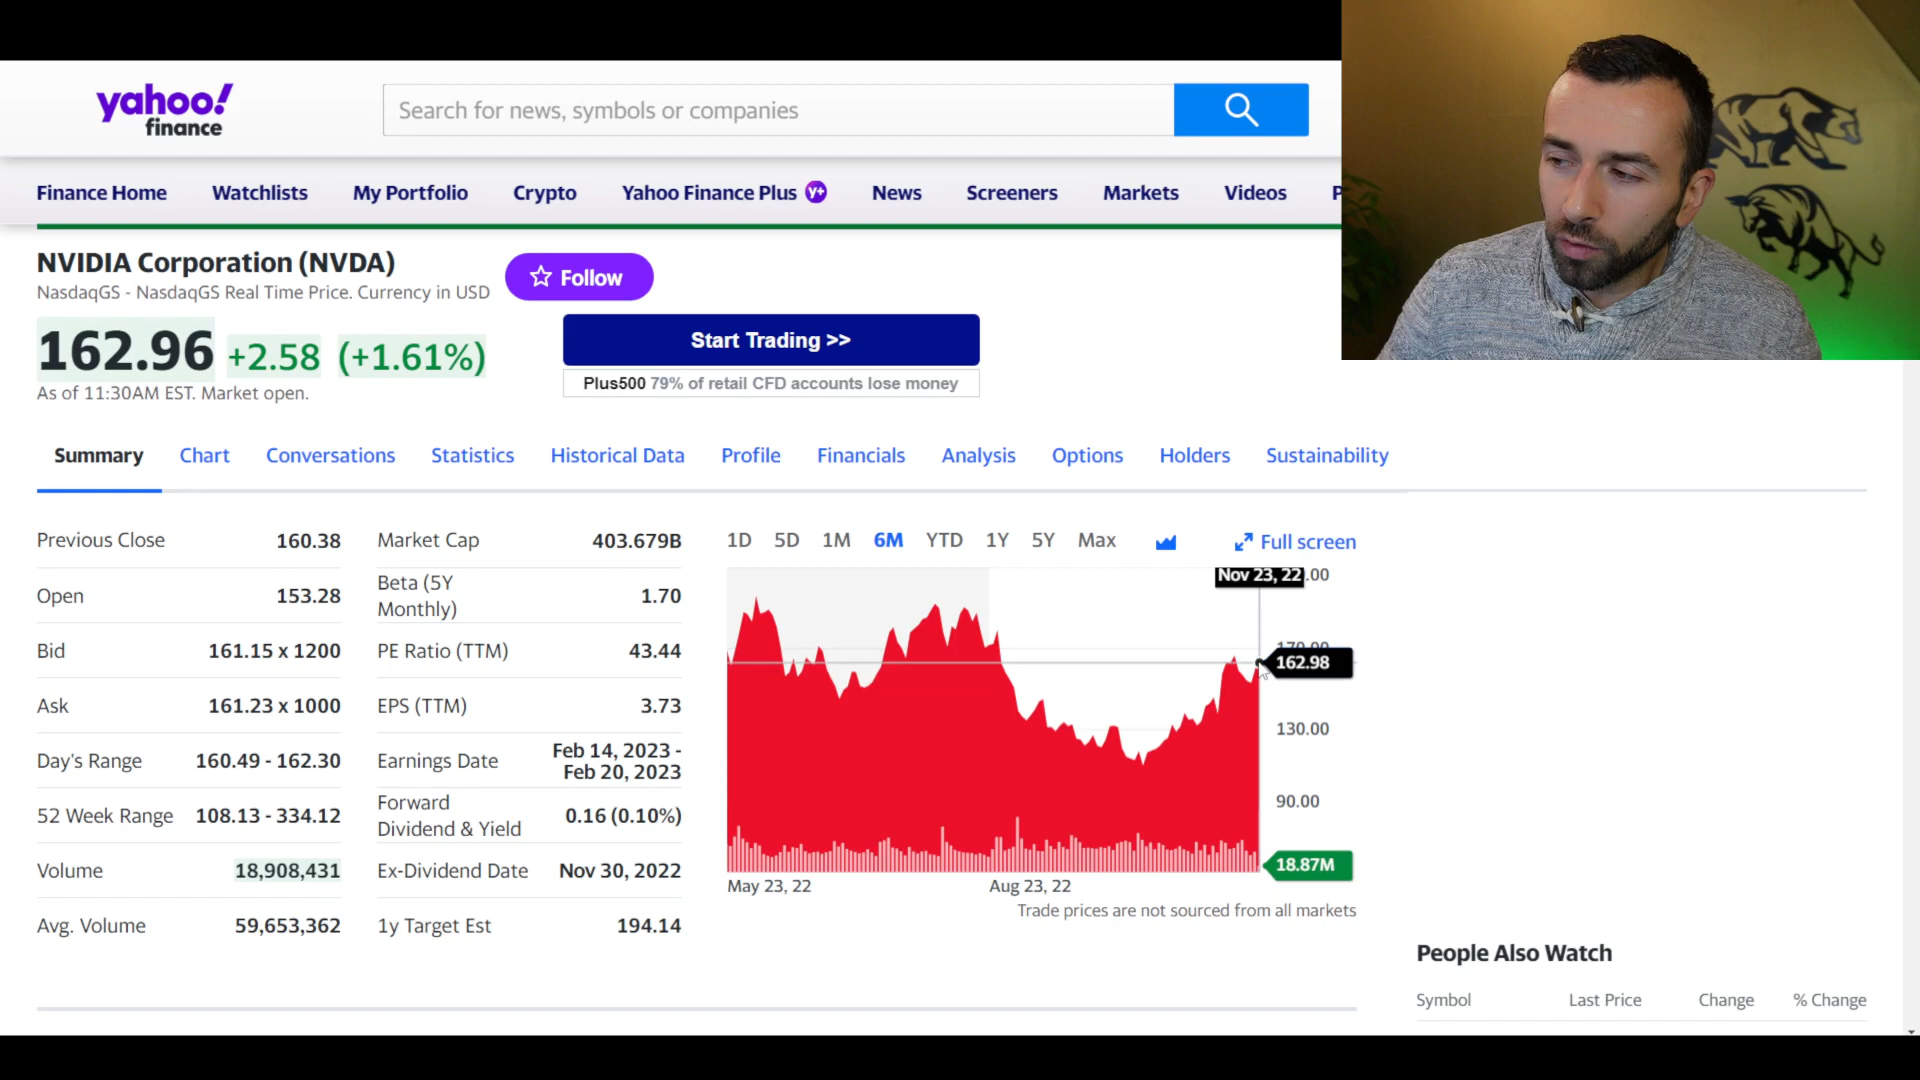 yahoo!
finance
Search for news, symbols or companies
Finance Home Watchlists My Portfolio Crypto Yahoo Finance Plus y+ News Screeners Markets Videos P
NVIDIA Corporation (NVDA)
NasdaqGS - NasdaqGS Real Time Price. Currency in USD
Follow
162.96 +2.58 (+1.61%)
As of 11:30AM EST. Market open.
Start Trading >>
Plus500 79% of retail CFD accounts lose money
Summary Chart Conversations Statistics Historical Data Profile Financials Analysis Options Holders Sustainability
Previous Close 160.38
Open 153.28
Bid 161.15 x 1200
Ask 161.23 x 1000
Day's Range 160.49 - 162.30
52 Week Range 108.13 - 334.12
Volume 18,908,431
Avg. Volume 59,653,362
Market Cap 403.679B
Beta (5Y
Monthly) 1.70
PE Ratio (TTM) 43.44
EPS (TTM) 3.73
Earnings Date Feb 14, 2023 -
Feb 20, 2023
Forward
Dividend & Yield 0.16 (0.10%)
Ex-Dividend Date Nov 30, 2022
1y Target Est 194.14
1D 5D 1M 6M YTD 1Y 5Y Max Full screen
Nov 23, 22 .00
170.00
162.98
130.00
90.00
18.87M
May 23, 22 Aug 23, 22
Trade prices are not sourced from all markets
People Also Watch
Symbol Last Price Change % Change